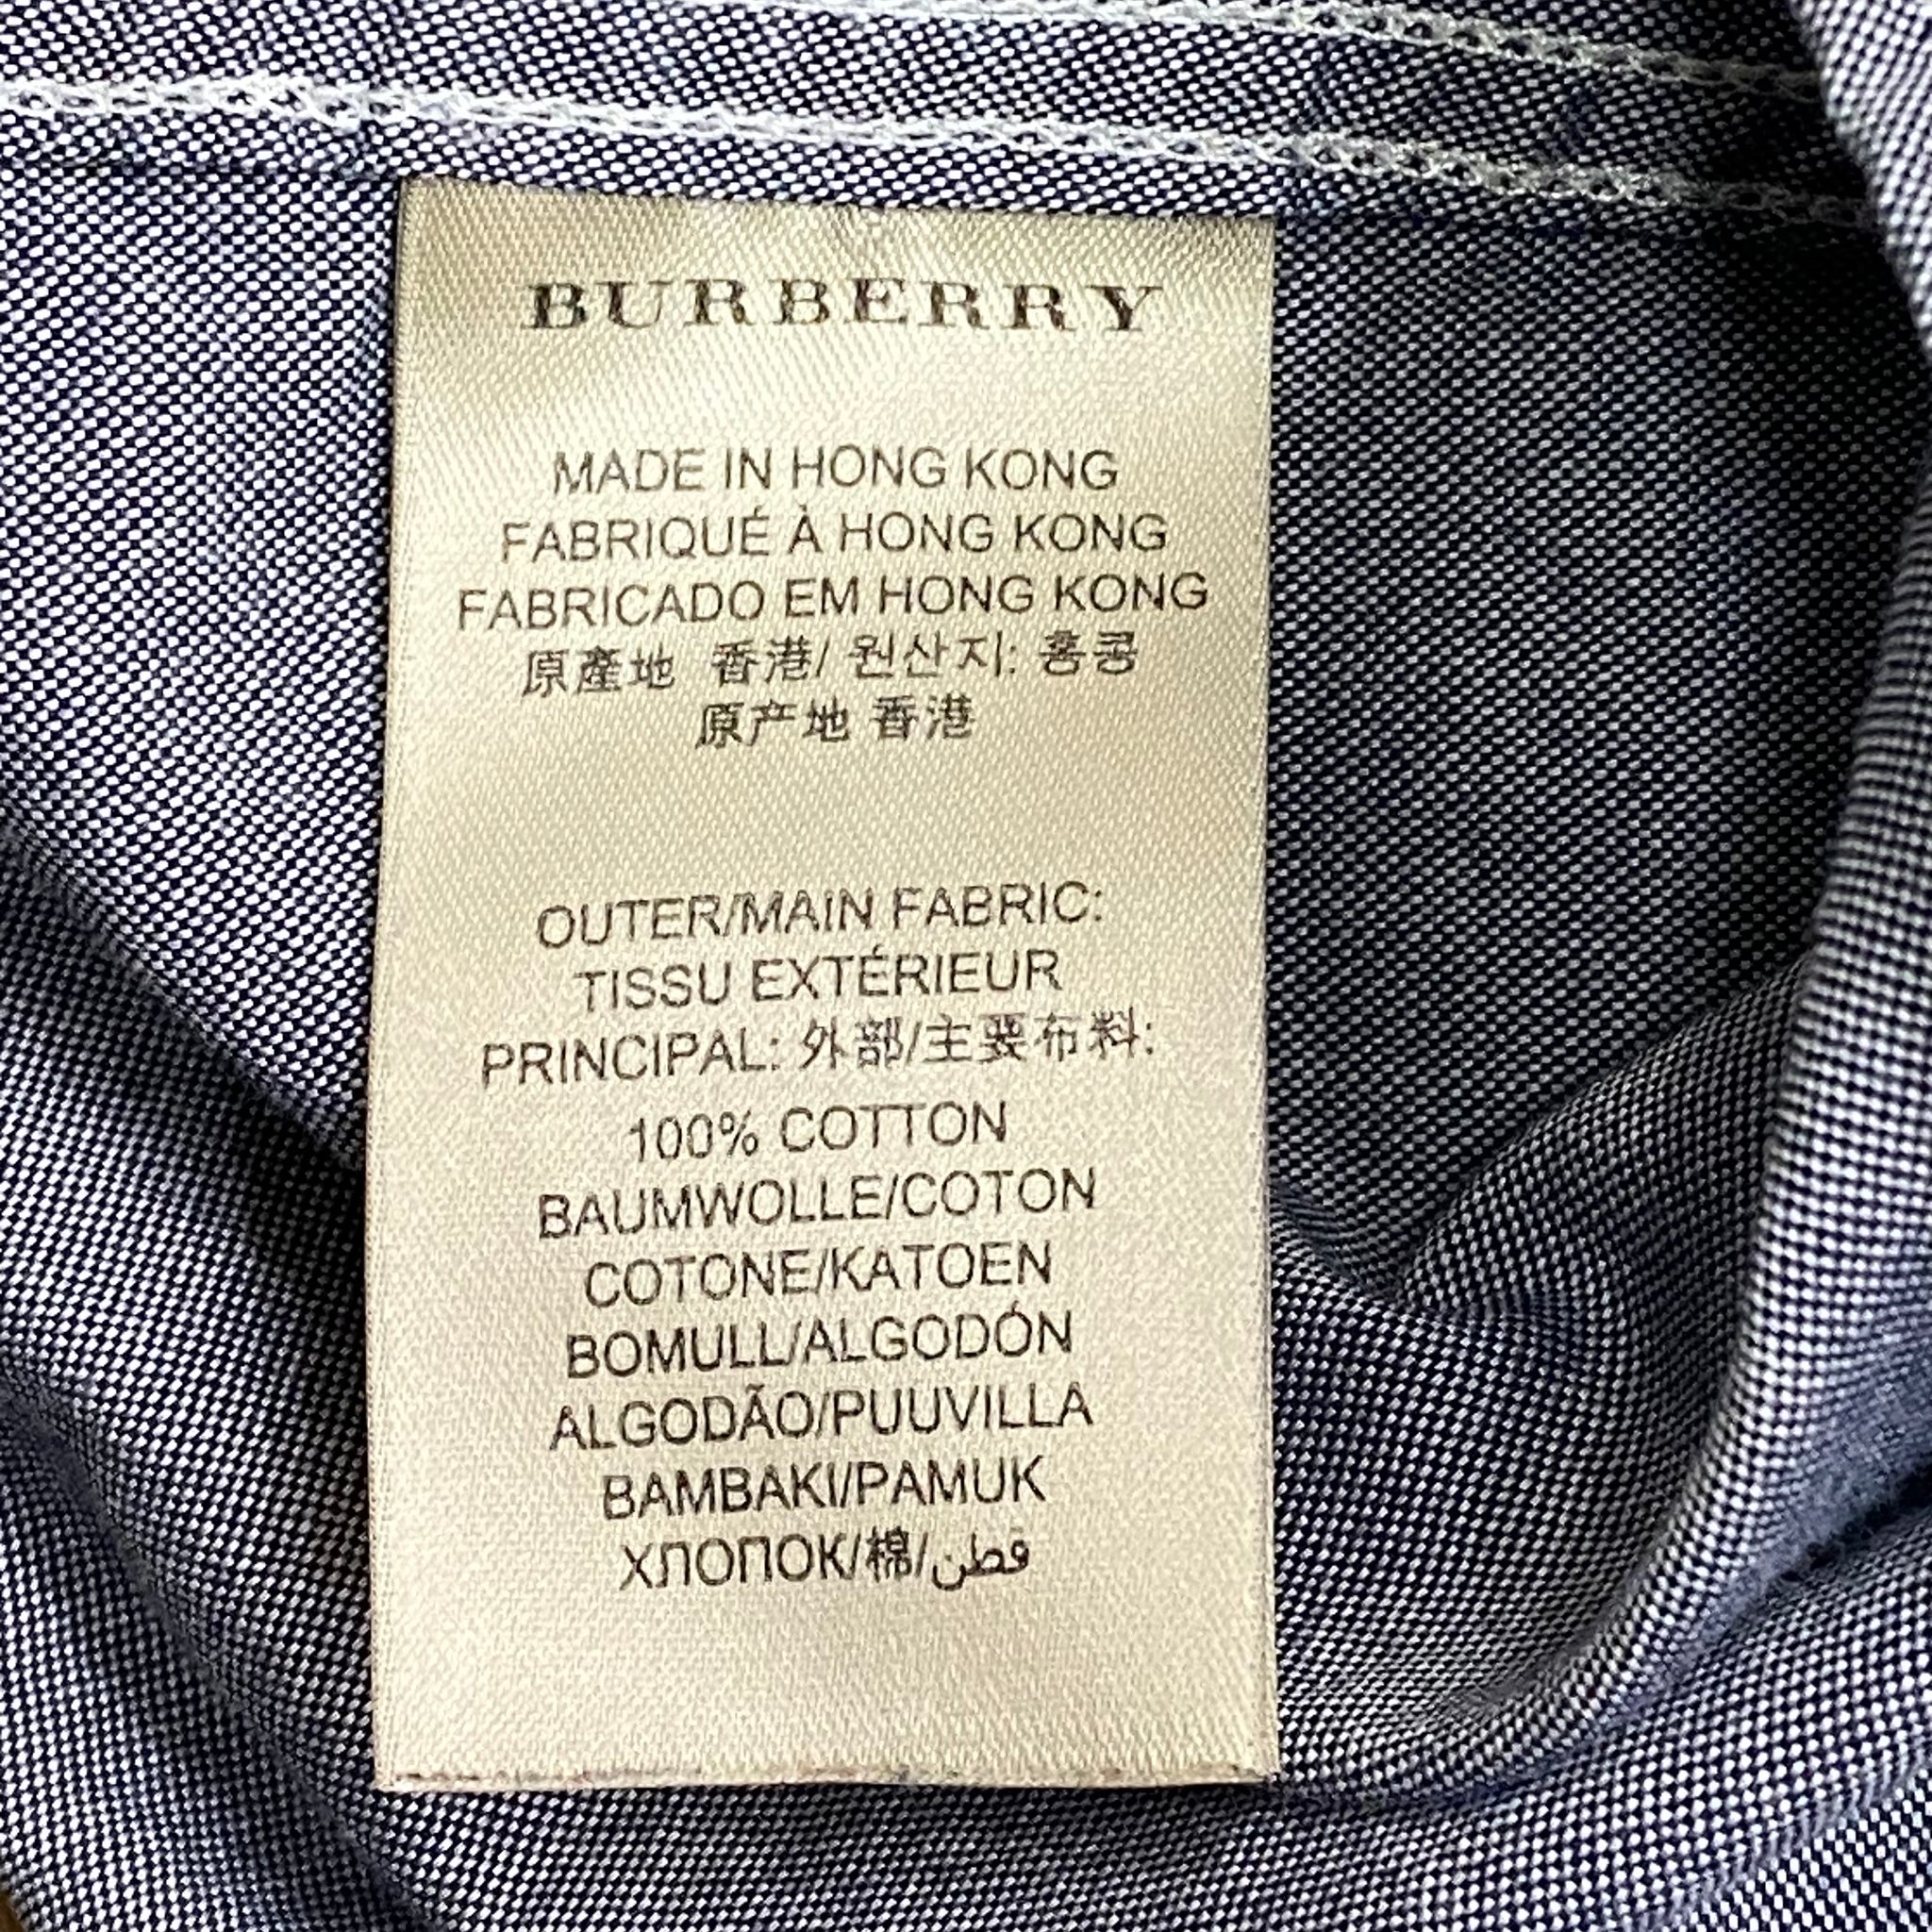 BURBERRY
MADE IN HONG KONG
FABRIQUÉ À HONG KONG
FABRICADO EM HONG KONG
原產地 香港/ 원산지: 홍콩
原产地 香港
OUTER/MAIN FABRIC:
TISSU EXTÉRIEUR
PRINCIPAL: 外部/主要布料:
100% COTTON
BAUMWOLLE/COTON
COTONE/KATOEN
BOMULL/ALGODÓN
ALGODÃO/PUUVILLA
BAMBAKI/PAMUK
ХЛОПОК/棉/قطن